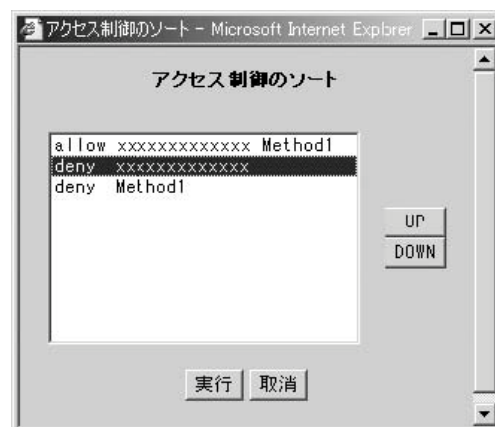 アクセス制御のソート - Microsoft Internet Explorer
アクセス制御のソート
allow xxxxxxxxxxxxx Method1
deny xxxxxxxxxxxxx
deny Method1
UP
DOWN
実行 取消